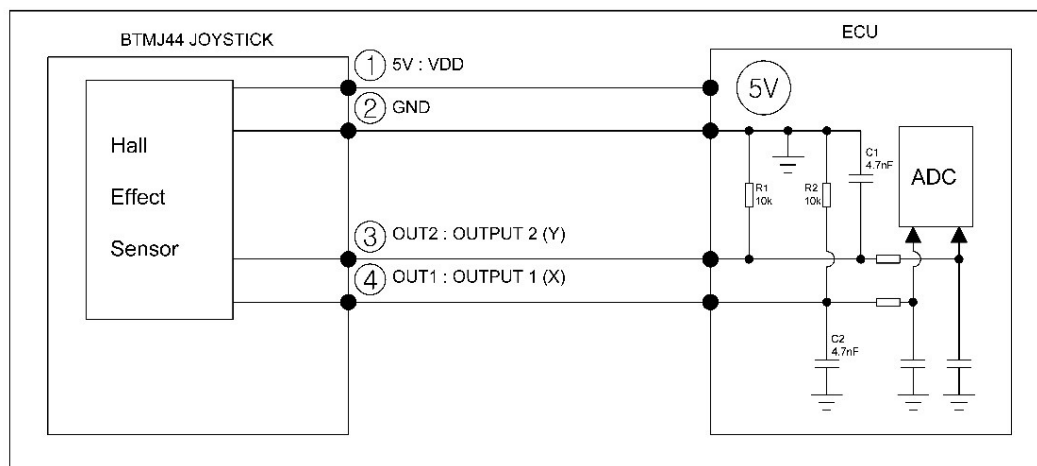 BTMJ44 JOYSTICK
ECU
1 5V : VDD
2 GND
5V
Hall
Effect
Sensor
R1
10k
R2
10k
C1
4.7nF
ADC
3 OUT2 : OUTPUT 2 (Y)
4 OUT1 : OUTPUT 1 (X)
C2
4.7nF